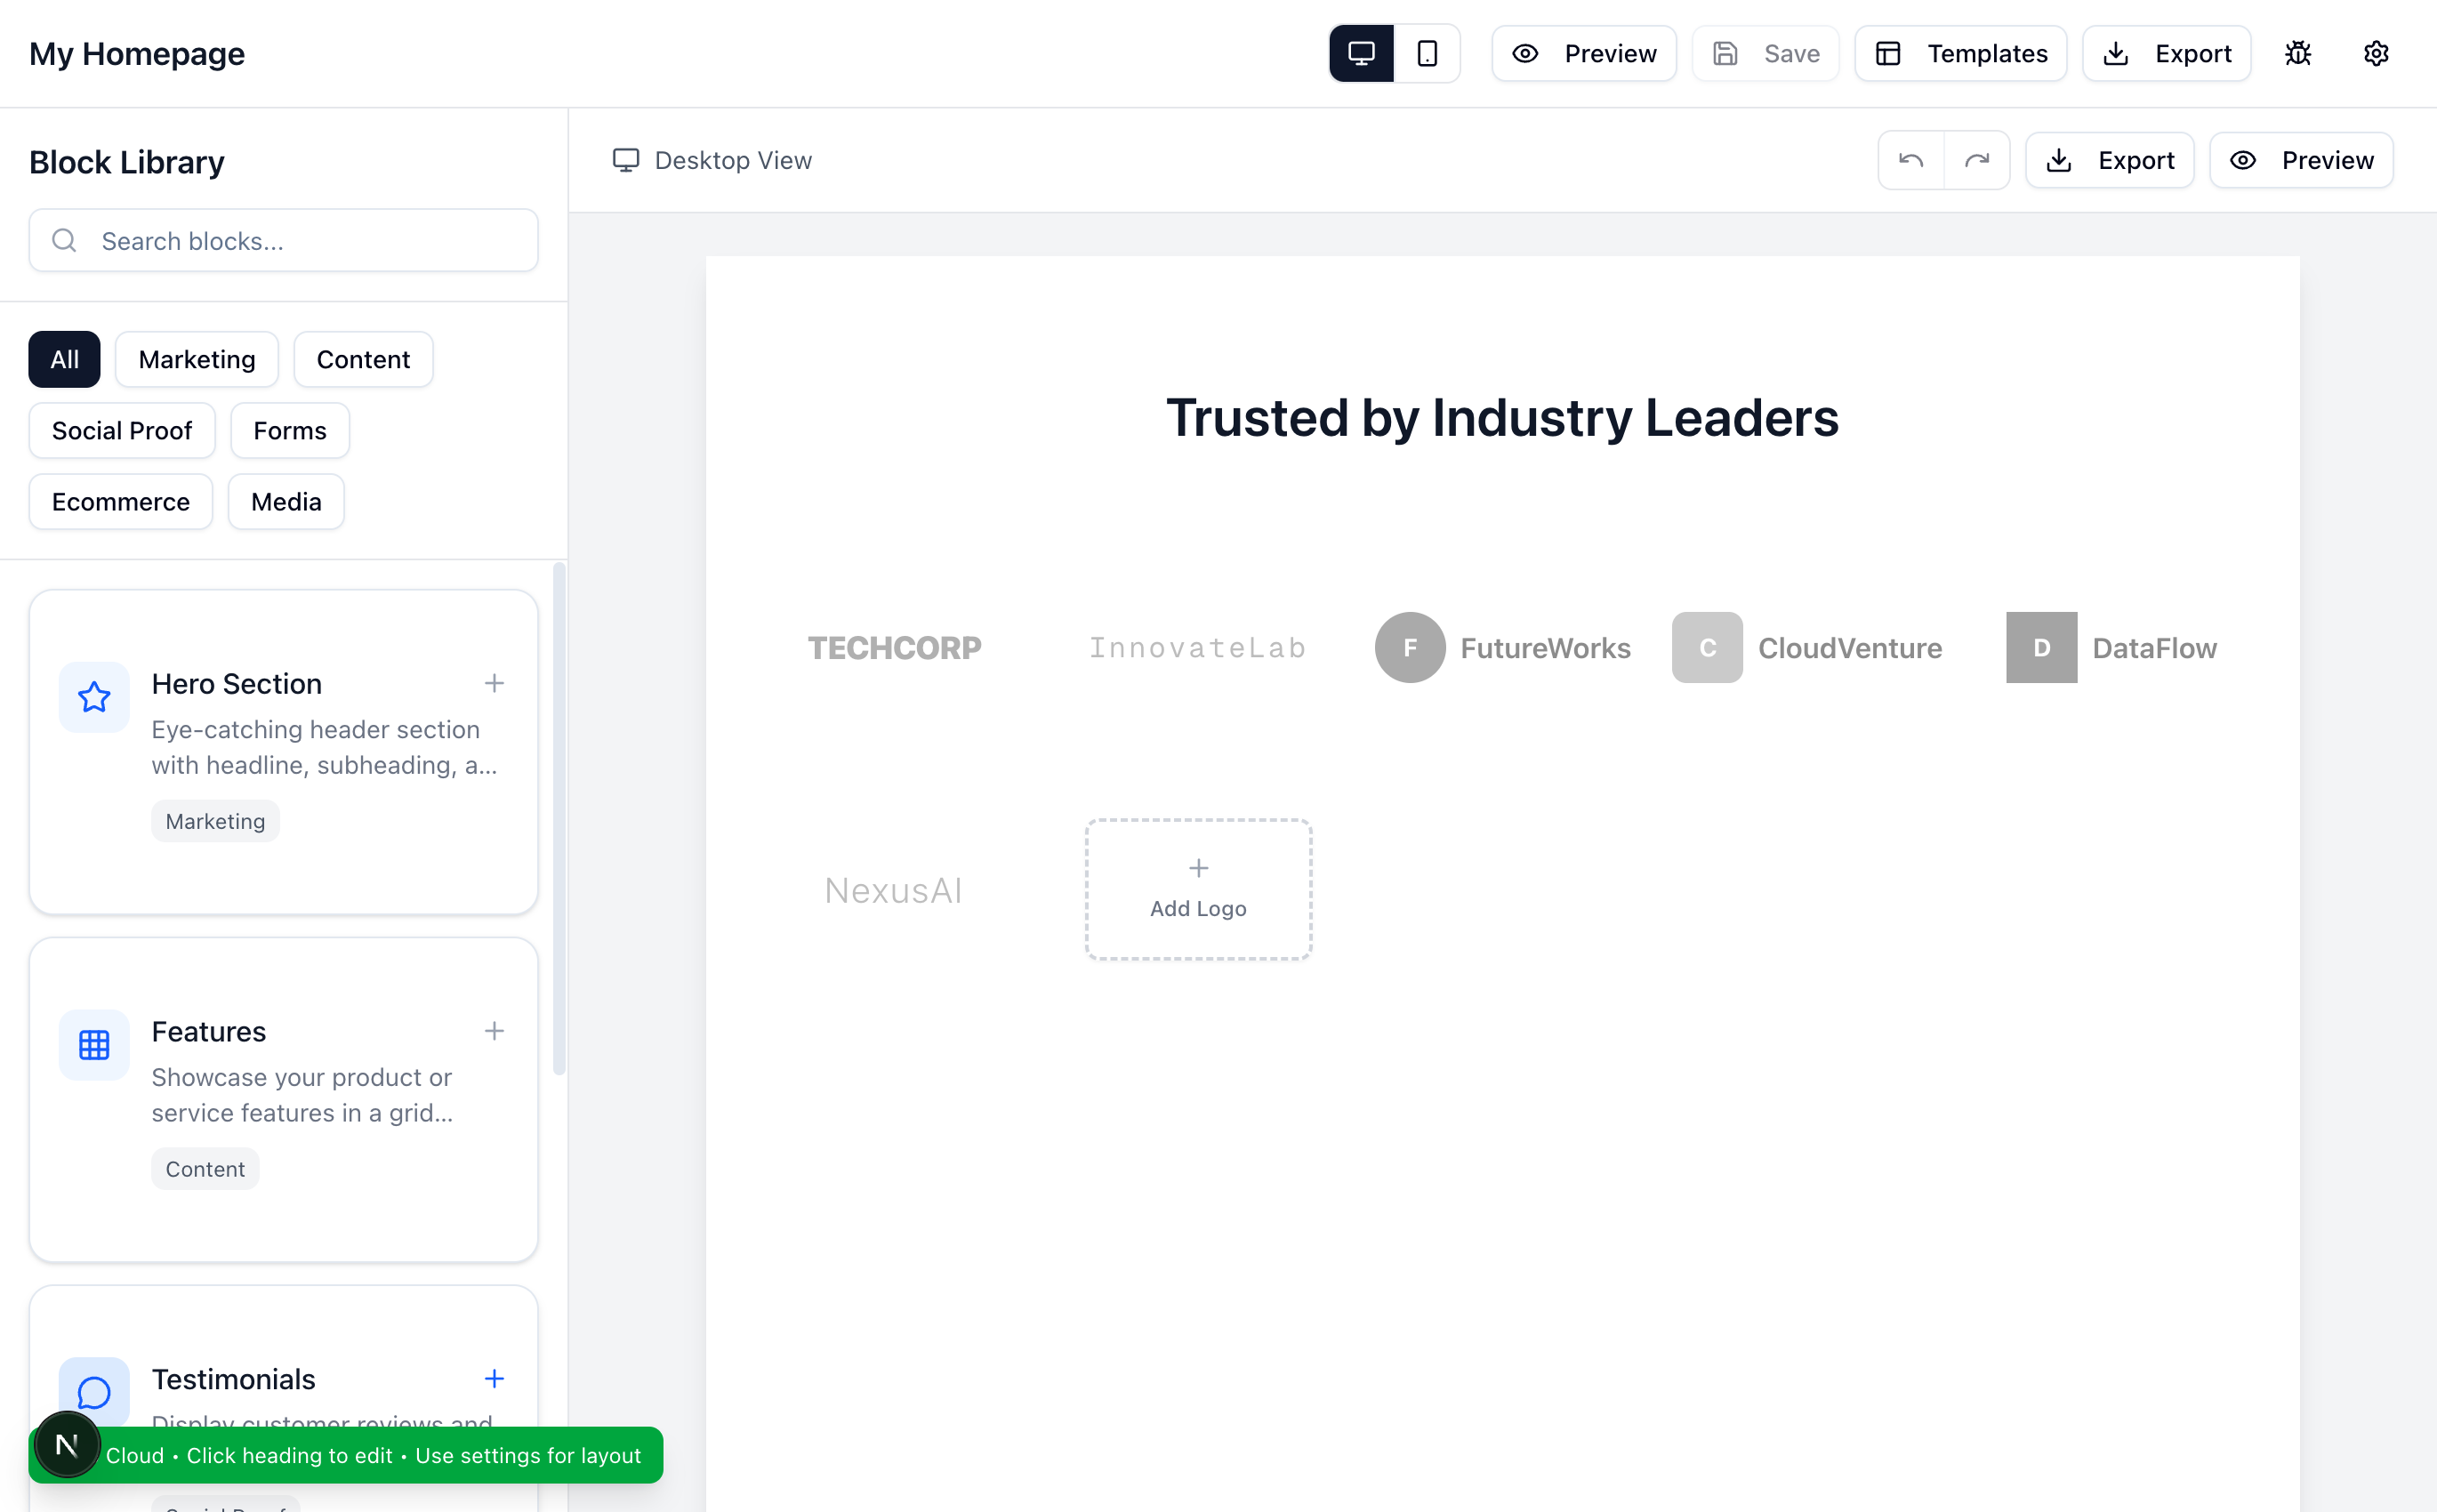 My Homepage
Preview
Save
Templates
Export
Block Library
Search blocks...
All
Marketing
Content
Social Proof
Forms
Ecommerce
Media
Hero Section
Eye-catching header section
with headline, subheading, a...
Marketing
Features
Showcase your product or
service features in a grid...
Content
Testimonials
Display customer reviews and
Cloud • Click heading to edit • Use settings for layout
N
Desktop View
Export
Preview
Trusted by Industry Leaders
TECHCORP
InnovateLab
F FutureWorks
C CloudVenture
D DataFlow
NexusAI
Add Logo